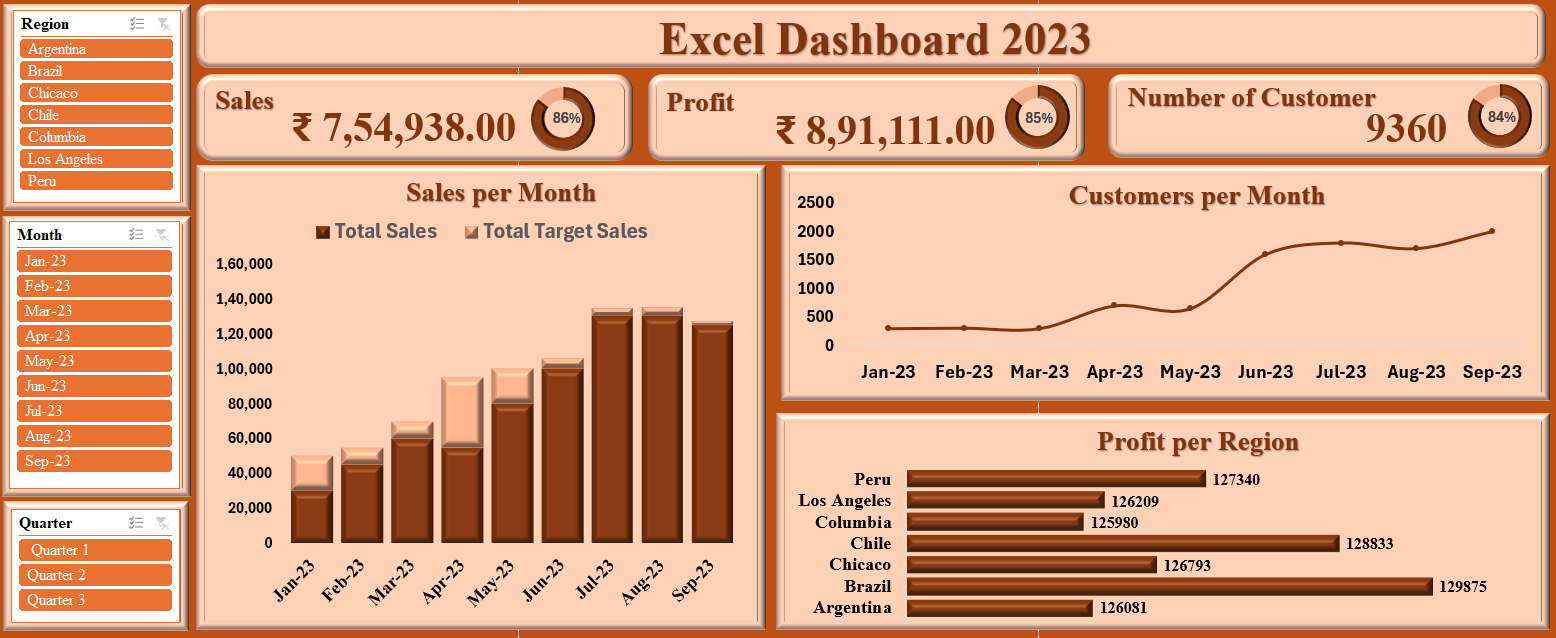 Region
Argentina
Brazil
Chicaco
Chile
Columbia
Los Angeles
Peru
Month
Jan-23
Feb-23
Mar-23
Apr-23
May-23
Jun-23
Jul-23
Aug-23
Sep-23
Quarter
Quarter 1
Quarter 2
Quarter 3
Excel Dashboard 2023
Sales
₹ 7,54,938.00
86%
Profit
₹ 8,91,111.00
85%
Number of Customer
9360
84%
Sales per Month
Total Sales
Total Target Sales
1,60,000
1,40,000
1,20,000
1,00,000
80,000
60,000
40,000
20,000
0
Jan-23 Feb-23 Mar-23 Apr-23 May-23 Jun-23 Jul-23 Aug-23 Sep-23
Customers per Month
2500
2000
1500
1000
500
0
Jan-23 Feb-23 Mar-23 Apr-23 May-23 Jun-23 Jul-23 Aug-23 Sep-23
Profit per Region
Peru 127340
Los Angeles 126209
Columbia 125980
Chile 128833
Chicaco 126793
Brazil 129875
Argentina 126081